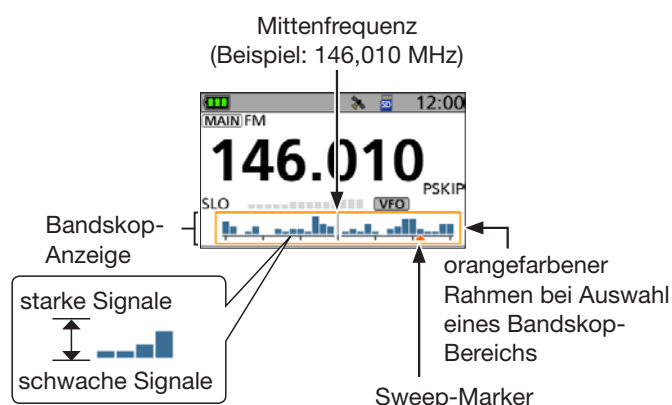 Mittenfrequenz
(Beispiel: 146,010 MHz)
SD 12:00
MAIN FM
146.010
PSKIP
SLO VFO
Bandskop-
Anzeige
starke Signale
schwache Signale
orangefarbener
Rahmen bei Auswahl
eines Bandskop-
Bereichs
Sweep-Marker